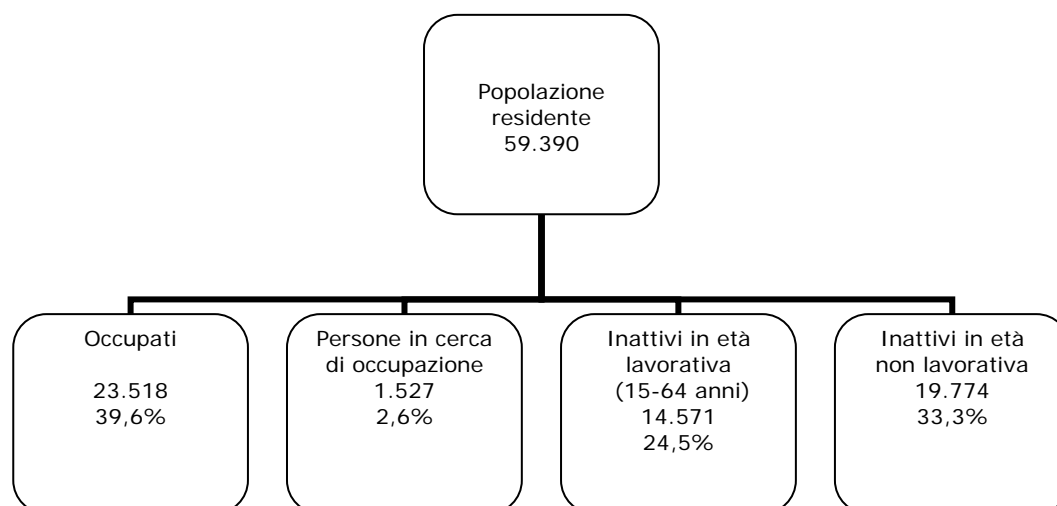 Popolazione
residente
59.390
Occupati
23.518
39,6%
Persone in cerca
di occupazione
1.527
2,6%
Inattivi in età
lavorativa
(15-64 anni)
14.571
24,5%
Inattivi in età
non lavorativa
19.774
33,3%